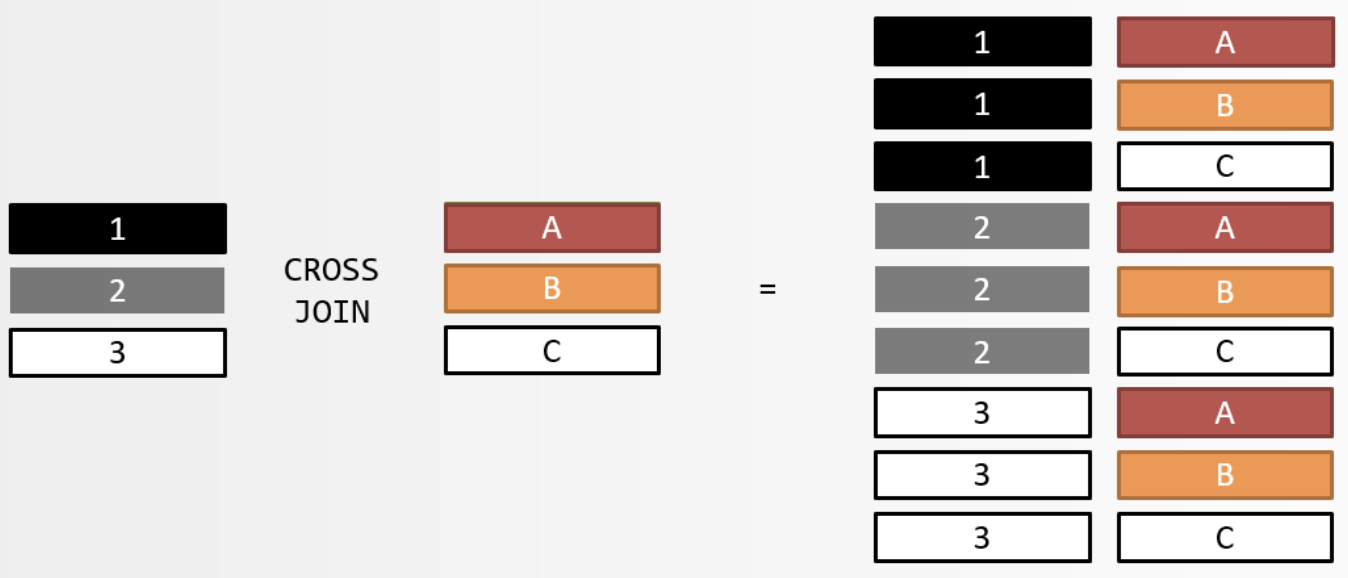 1
2
3
CROSS
JOIN
A
B
C
=
1 A
1 B
1 C
2 A
2 B
2 C
3 A
3 B
3 C